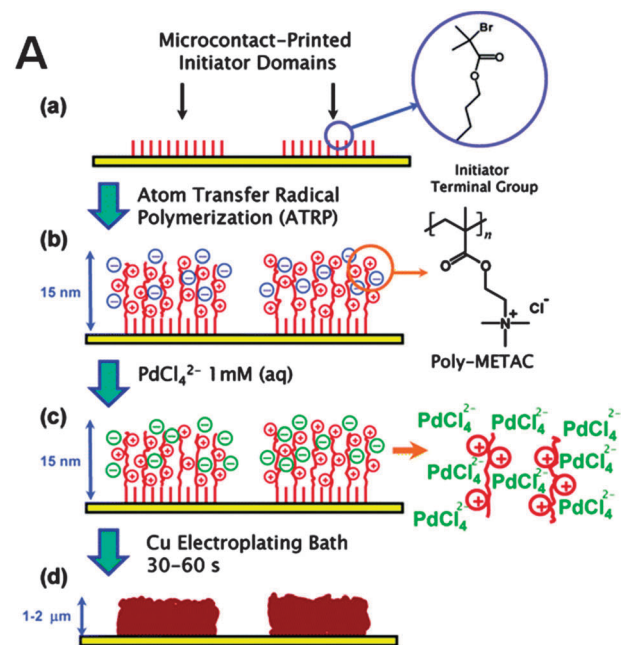 A
Microcontact-Printed
Initiator Domains
(a)
Br
O
O
Initiator
Terminal Group
Atom Transfer Radical
Polymerization (ATRP)
(b)
15 nm
n
O
O
N+
Cl-
Poly-METAC
PdCl₄²⁻ 1mM (aq)
(c)
15 nm
PdCl₄²⁻
PdCl₄²⁻
PdCl₄²⁻
PdCl₄²⁻
PdCl₄²⁻
PdCl₄²⁻
PdCl₄²⁻
PdCl₄²⁻
PdCl₄²⁻
Cu Electroplating Bath
30-60 s
(d)
1-2 μm